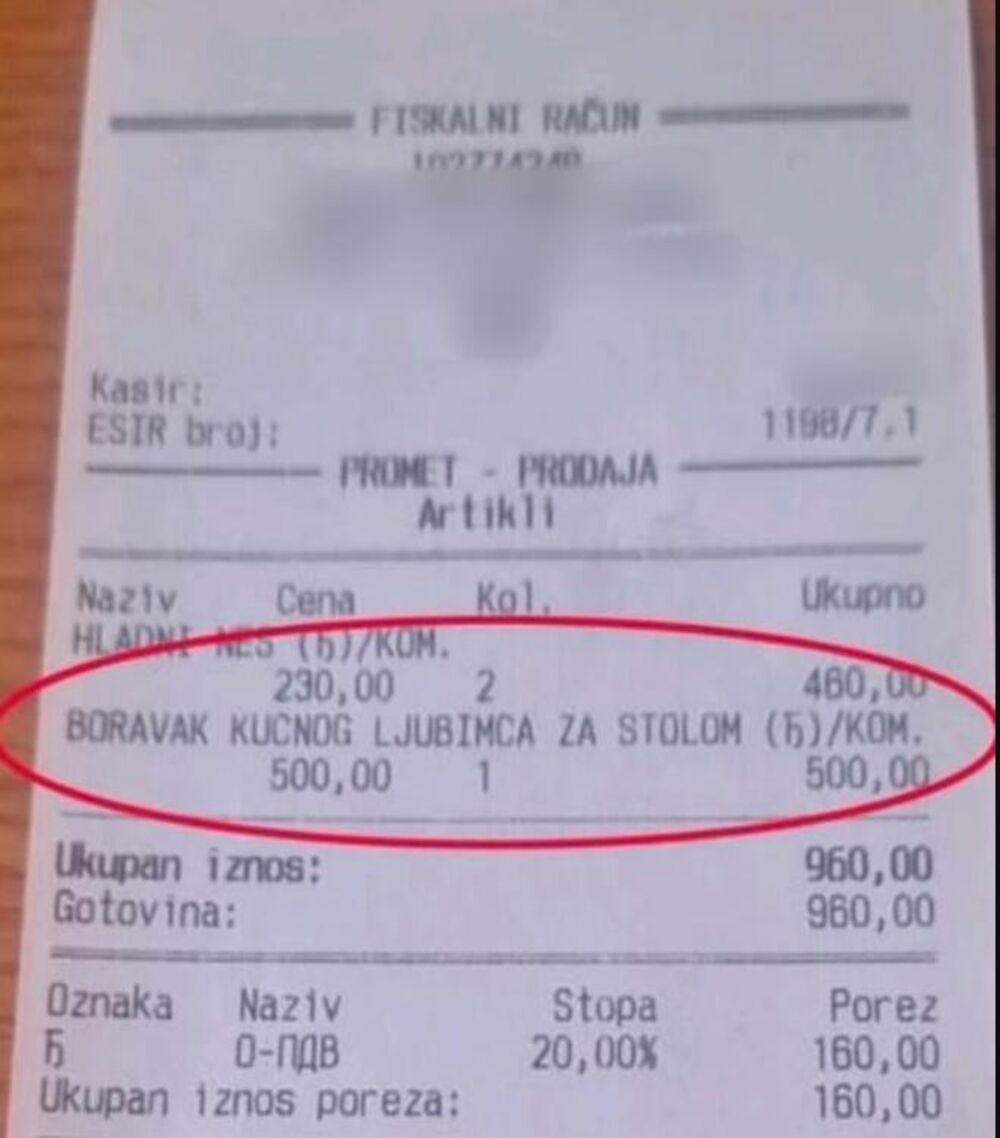 FISKALNI RAČUN
102774240
Kasir:
ESIR broj: 1198/7.1
PROMET - PRODAJA
Artikli
Naziv Cena Kol. Ukupno
HLADNI NES (Ђ)/KOM.
230,00 2 460,00
BORAVAK KUCNOG LJUBIMCA ZA STOLOM (Ђ)/KOM.
500,00 1 500,00
Ukupan iznos: 960,00
Gotovina: 960,00
Oznaka Naziv Stopa Porez
Ђ О-ПДВ 20,00% 160,00
Ukupan iznos poreza: 160,00